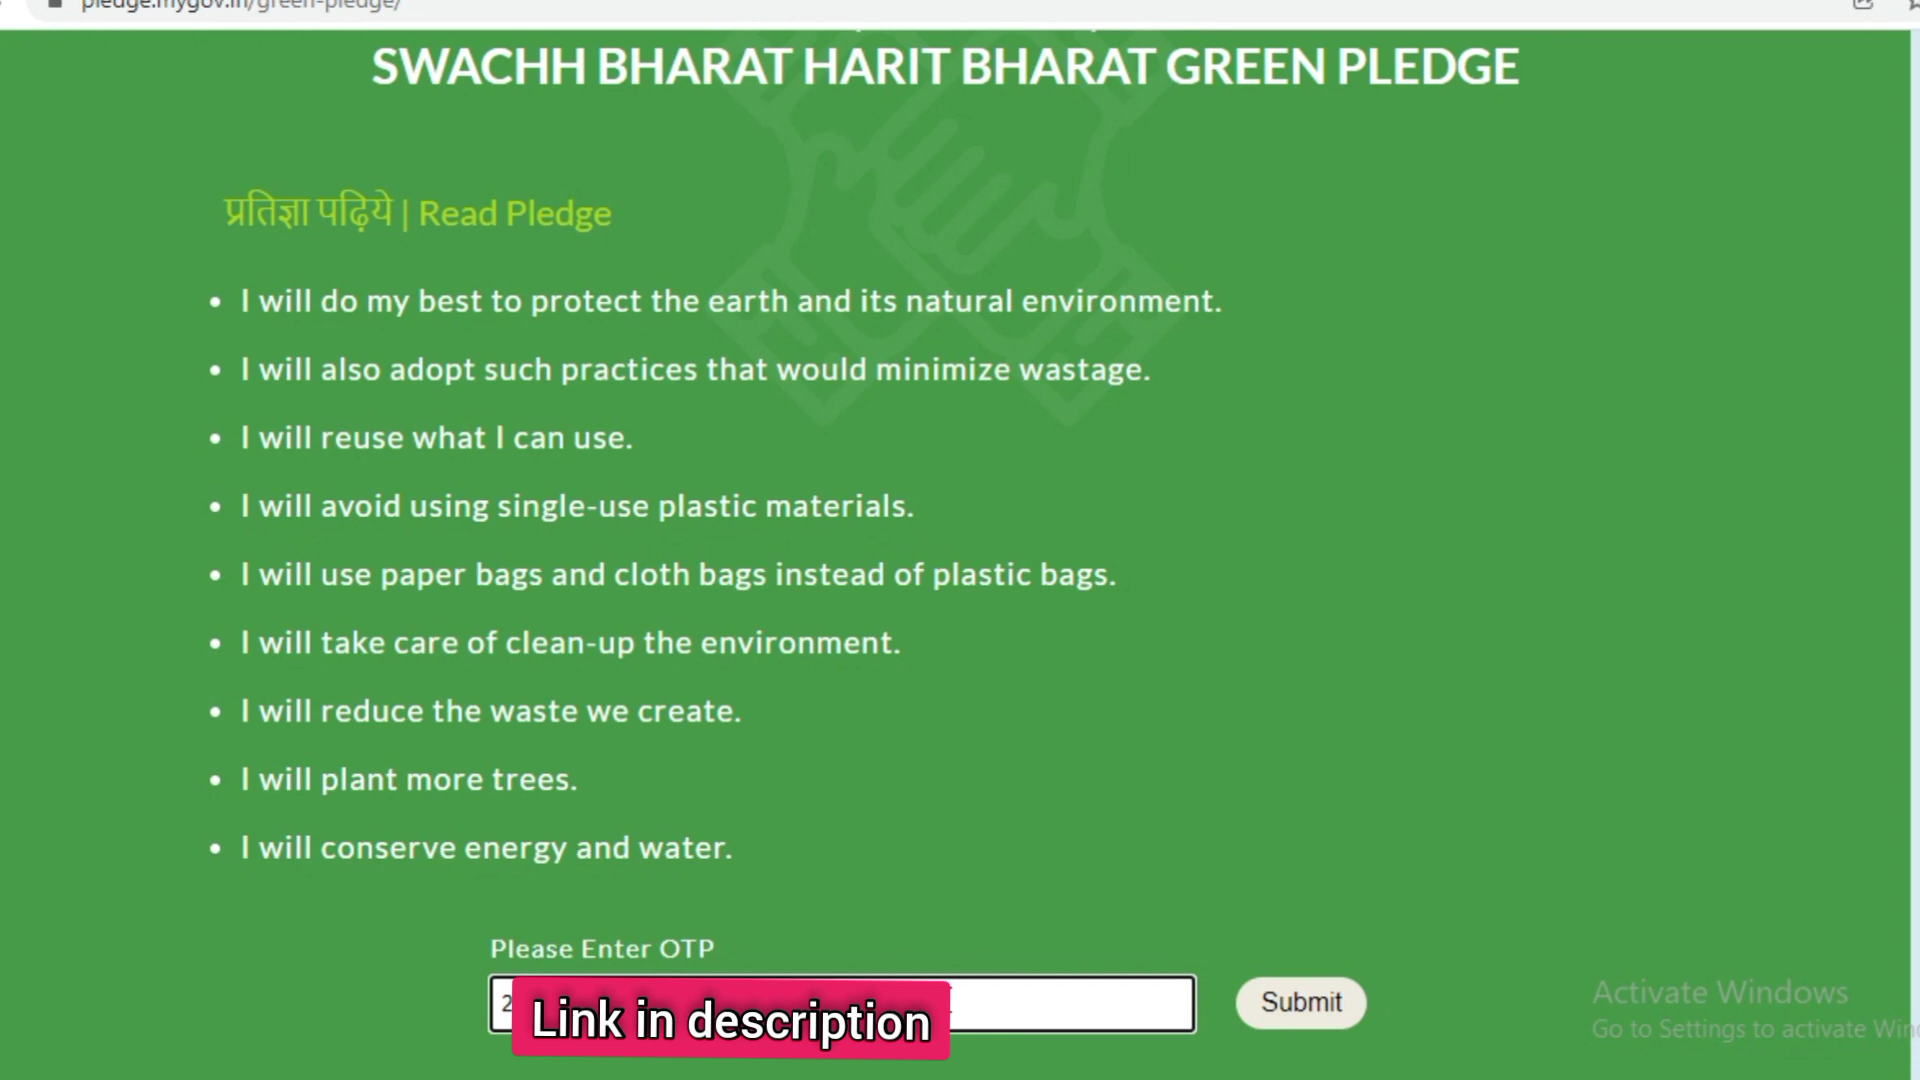 pledge.mygov.in/green-pledge/
SWACHH BHARAT HARIT BHARAT GREEN PLEDGE
प्रतिज्ञा पढ़िये | Read Pledge
• I will do my best to protect the earth and its natural environment.
• I will also adopt such practices that would minimize wastage.
• I will reuse what I can use.
• I will avoid using single-use plastic materials.
• I will use paper bags and cloth bags instead of plastic bags.
• I will take care of clean-up the environment.
• I will reduce the waste we create.
• I will plant more trees.
• I will conserve energy and water.
Please Enter OTP
2
Link in description
Submit
Activate Windows
Go to Settings to activate Win